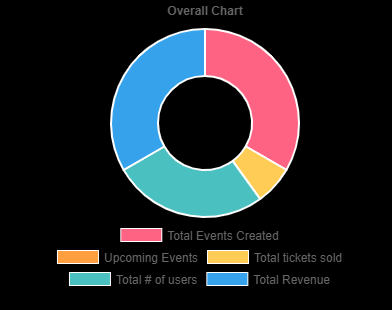 Overall Chart
Total Events Created
Upcoming Events Total tickets sold
Total # of users Total Revenue